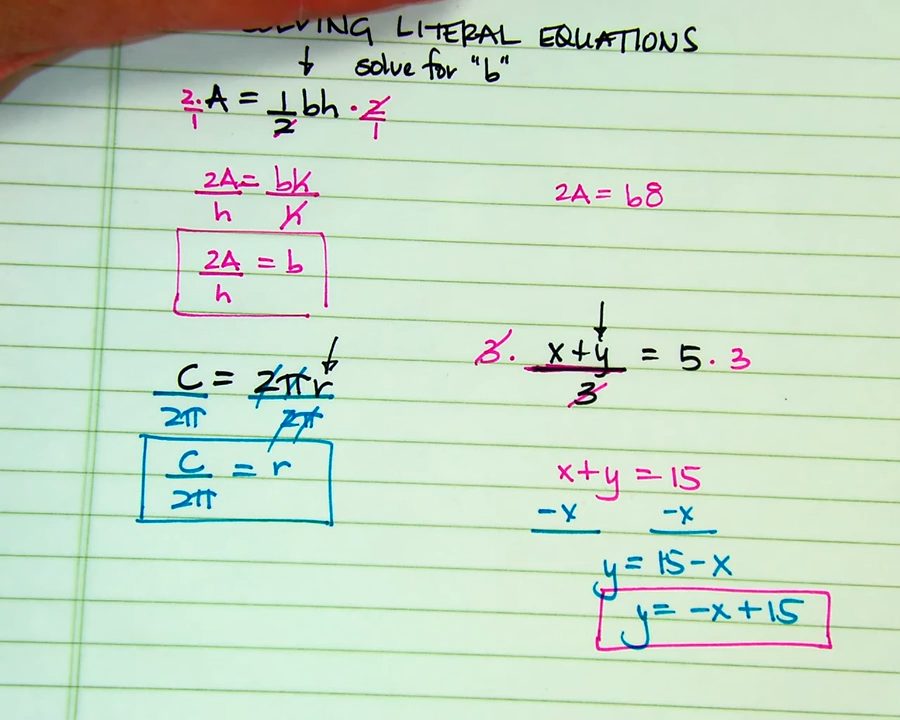 SOLVING LITERAL EQUATIONS
↓ solve for "b"
2/1 · A = 1/2 bh · 2/1
2A/h = bh/h
2A = b8
2A/h = b
3 · (x+y)/3 = 5 · 3
C/2π = 2πr/2π
C/2π = r
x+y = 15
-x -x
y = 15-x
y = -x+15